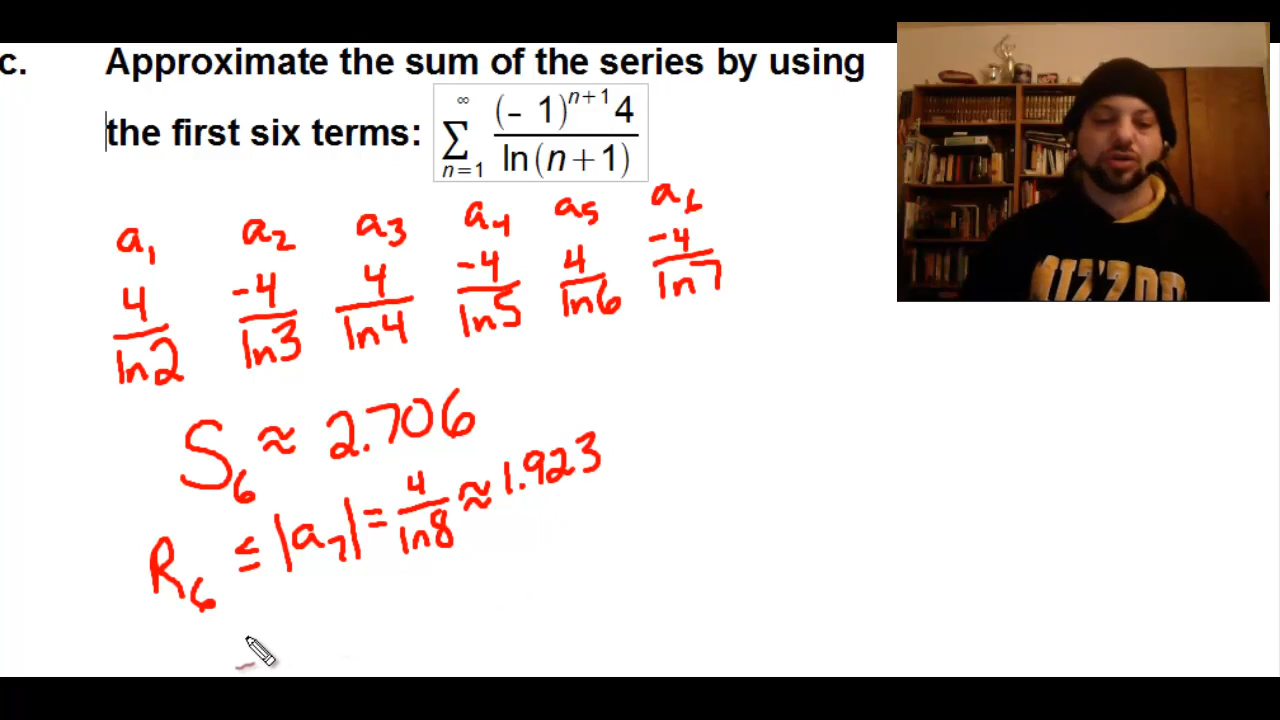 c. Approximate the sum of the series by using
the first six terms: ∞ ∑ n=1 (- 1)^n+1 4 / ln(n+1)
a1 a2 a3 a4 a5 a6
4/ln2 -4/ln3 4/ln4 -4/ln5 4/ln6 -4/ln7
S6 ≈ 2.706
R6 ≤ |a7| = 4/ln8 ≈ 1.923
MIZZOU